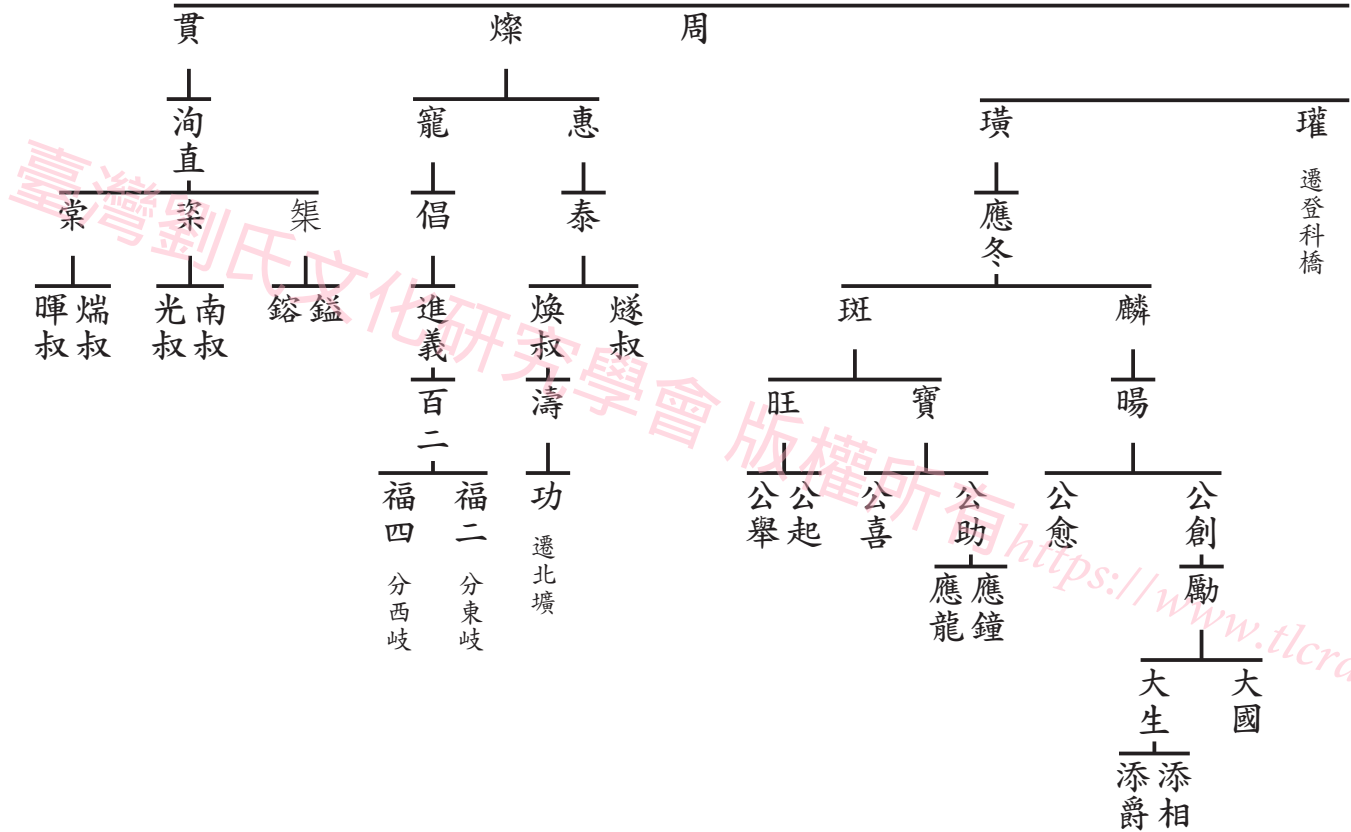 周
燦
貫
瓘 遷登科橋
璜
惠
寵
洵直
應冬
泰
倡
榘
楶
棠
麟
斑
燧叔
煥叔
進義
鎰
鎔
南叔
光叔
煓叔
暉叔
暘
寶
旺
濤
百二
公創
公愈
公助
公喜
公起
公舉
功 遷北壙
福二 分東岐
福四 分西岐
勵
應鐘
應龍
大國
大生
添相
添爵
臺灣劉氏文化研究學會 版權所有 https://www.tlcra